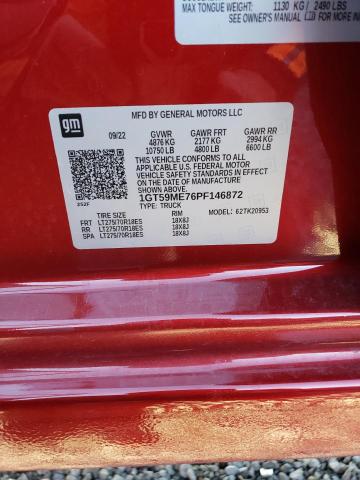 MAX TONGUE WEIGHT: 1130 KG/ 2490 LBS
SEE OWNER'S MANUAL FOR
gm
MFD BY GENERAL MOTORS LLC
09/22 GVWR GAWR FRT GAWR RR
4876 KG 2177 KG 2994 KG
10750 LB 4800 LB 6600 LB
THIS VEHICLE CONFORMS TO ALL
APPLICABLE U.S. FEDERAL MOTOR
VEHICLE SAFETY STANDARDS IN EFFECT
ON THE DATE OF MANUFACTURE SHOWN
ABOVE.
1GT59ME76PF146872
252F TYPE: TRUCK
TIRE SIZE RIM MODEL: 62TK20953
FRT LT275/70R18ES 18X8J
RR LT275/70R18ES 18X8J
SPA LT275/70R18ES 18X8J